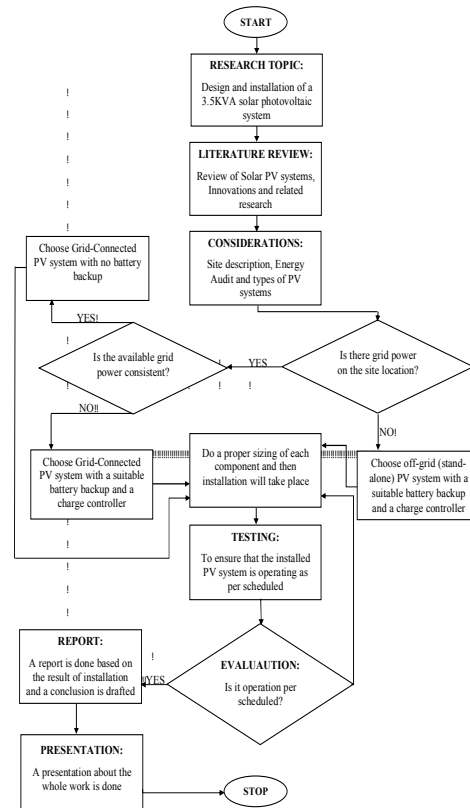 START
RESEARCH TOPIC:
Design and installation of a
3.5KVA solar photovoltaic
system
LITERATURE REVIEW:
Review of Solar PV systems,
Innovations and related
research
CONSIDERATIONS:
Site description, Energy
Audit and types of PV
systems
Choose Grid-Connected
PV system with no battery
backup
YES!
Is the available grid
power consistent?
YES
Is there grid power
on the site location?
NO!!
NO!
Choose Grid-Connected
PV system with a suitable
battery backup and a
charge controller
Do a proper sizing of each
component and then
installation will take place
Choose off-grid (stand-
alone) PV system with a
suitable battery backup
and a charge controller
TESTING:
To ensure that the installed
PV system is operating as
per scheduled
EVALUAUTION:
Is it operation per
scheduled?
YES
REPORT:
A report is done based on
the result of installation
and a conclusion is drafted
PRESENTATION:
A presentation about the
whole work is done
STOP